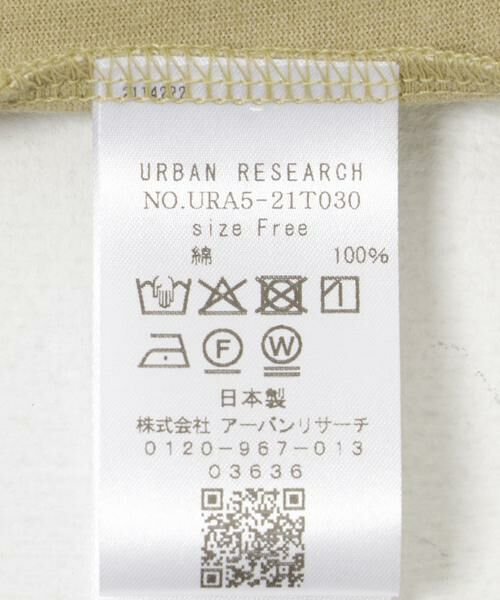 URBAN RESEARCH
NO.URA5-21T030
size Free
綿 100%
F W
日本製
株式会社 アーバンリサーチ
0120-967-013
03636